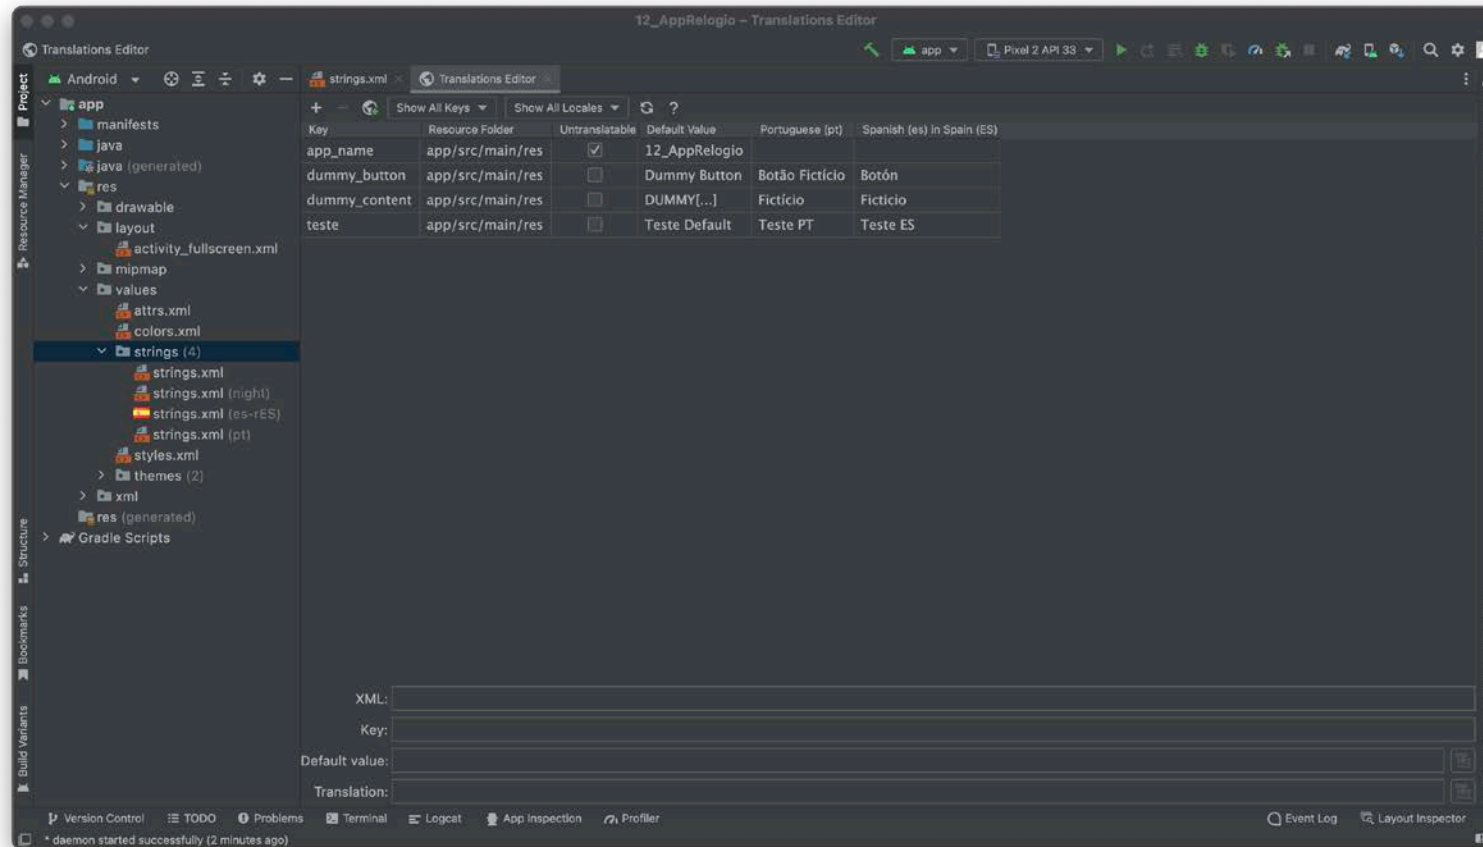 12_AppRelogio – Translations Editor
Translations Editor
app
Pixel 2 API 33
Project
Resource Manager
Structure
Bookmarks
Build Variants
Android
app
manifests
java
java (generated)
res
drawable
layout
activity_fullscreen.xml
mipmap
values
attrs.xml
colors.xml
strings (4)
strings.xml
strings.xml (night)
strings.xml (es-rES)
strings.xml (pt)
styles.xml
themes (2)
xml
res (generated)
Gradle Scripts
strings.xml
Translations Editor
Show All Keys
Show All Locales
?
Key Resource Folder Untranslatable Default Value Portuguese (pt) Spanish (es) in Spain (ES)
app_name app/src/main/res 12_AppRelogio
dummy_button app/src/main/res Dummy Button Botão Fictício Botón
dummy_content app/src/main/res DUMMY[...] Fictício Ficticio
teste app/src/main/res Teste Default Teste PT Teste ES
XML:
Key:
Default value:
Translation:
Version Control TODO Problems Terminal Logcat App Inspection Profiler Event Log Layout Inspector
* daemon started successfully (2 minutes ago)